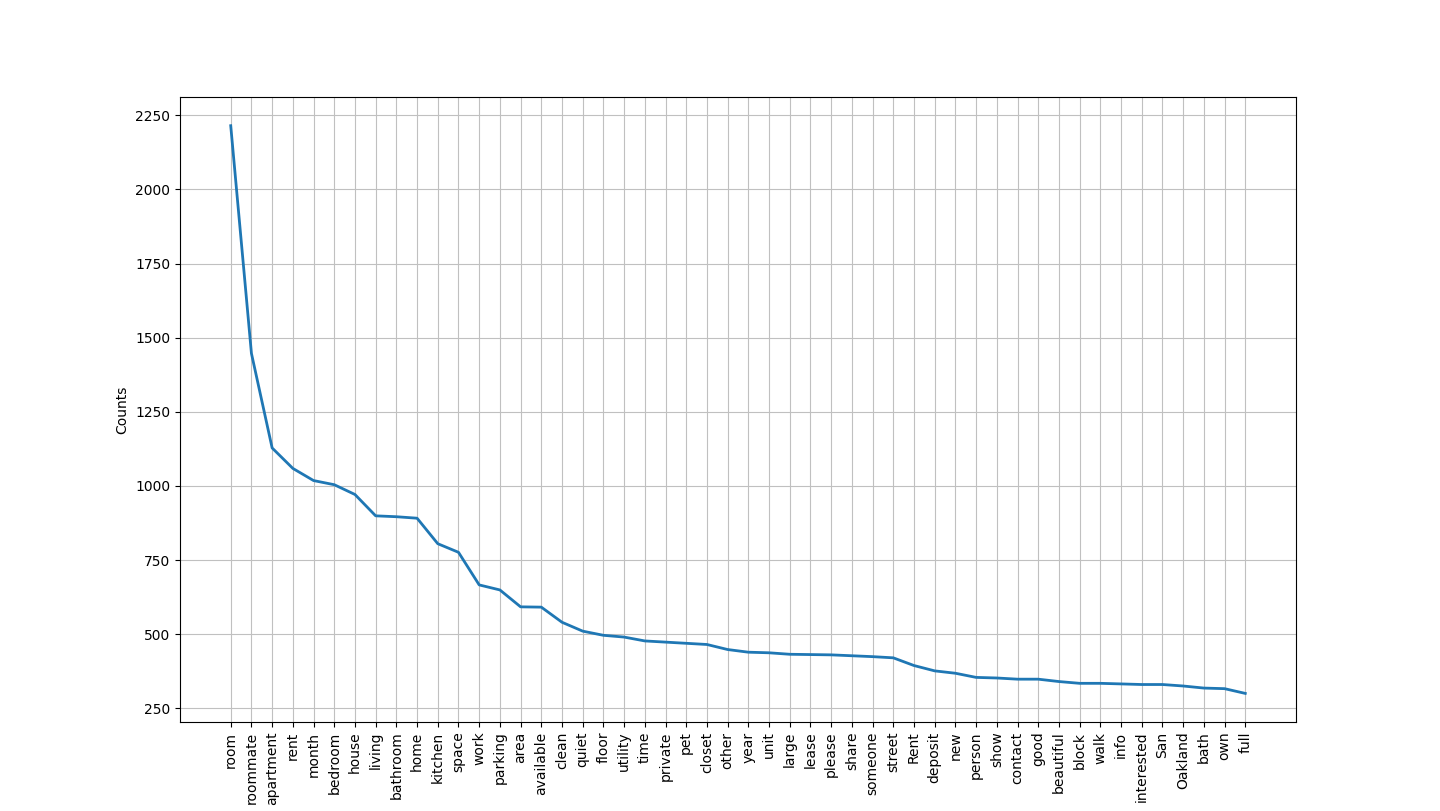 2250
2000
1750
1500
1250
1000
750
500
250
Counts
room
roommate
apartment
rent
month
bedroom
house
living
bathroom
home
kitchen
space
work
parking
area
available
clean
quiet
floor
utility
time
private
pet
closet
other
year
unit
large
lease
please
share
someone
street
Rent
deposit
new
person
show
contact
good
beautiful
block
walk
info
interested
San
Oakland
bath
own
full